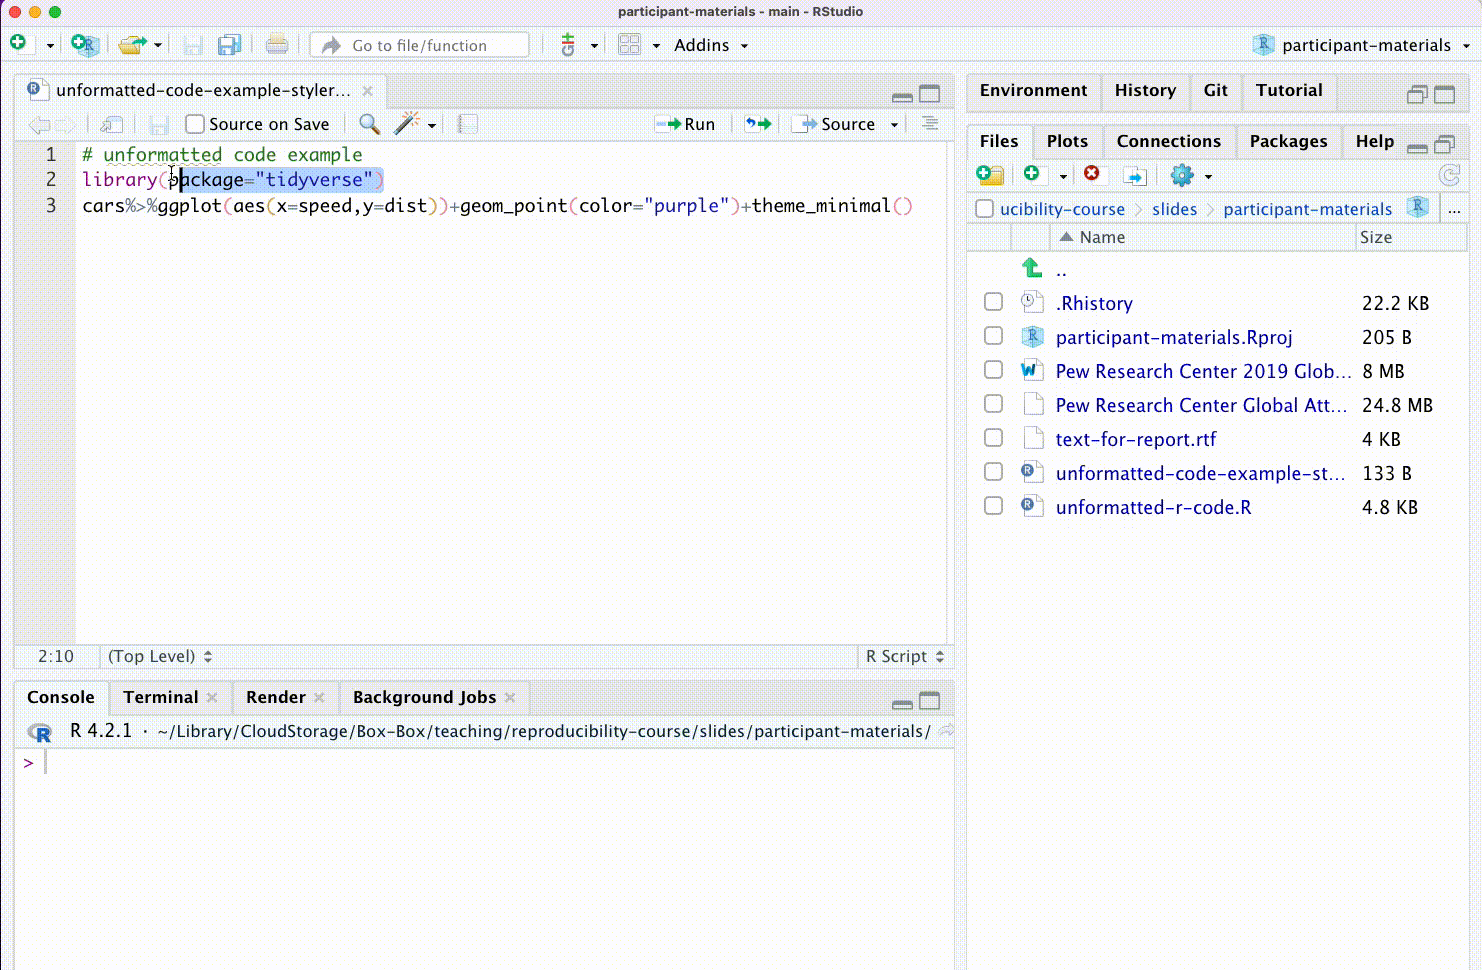 participant-materials - main - RStudio
Go to file/function
Addins
participant-materials
unformatted-code-example-styler...
Source on Save
Run
Source
1 # unformatted code example
2 library(package="tidyverse")
3 cars%>%ggplot(aes(x=speed,y=dist))+geom_point(color="purple")+theme_minimal()
2:10 (Top Level) R Script
Console Terminal Render Background Jobs
R 4.2.1 · ~/Library/CloudStorage/Box-Box/teaching/reproducibility-course/slides/participant-materials/
>
Environment History Git Tutorial
Files Plots Connections Packages Help
ucibility-course slides participant-materials ...
Name Size
..
.Rhistory 22.2 KB
participant-materials.Rproj 205 B
Pew Research Center 2019 Glob... 8 MB
Pew Research Center Global Att... 24.8 MB
text-for-report.rtf 4 KB
unformatted-code-example-st... 133 B
unformatted-r-code.R 4.8 KB